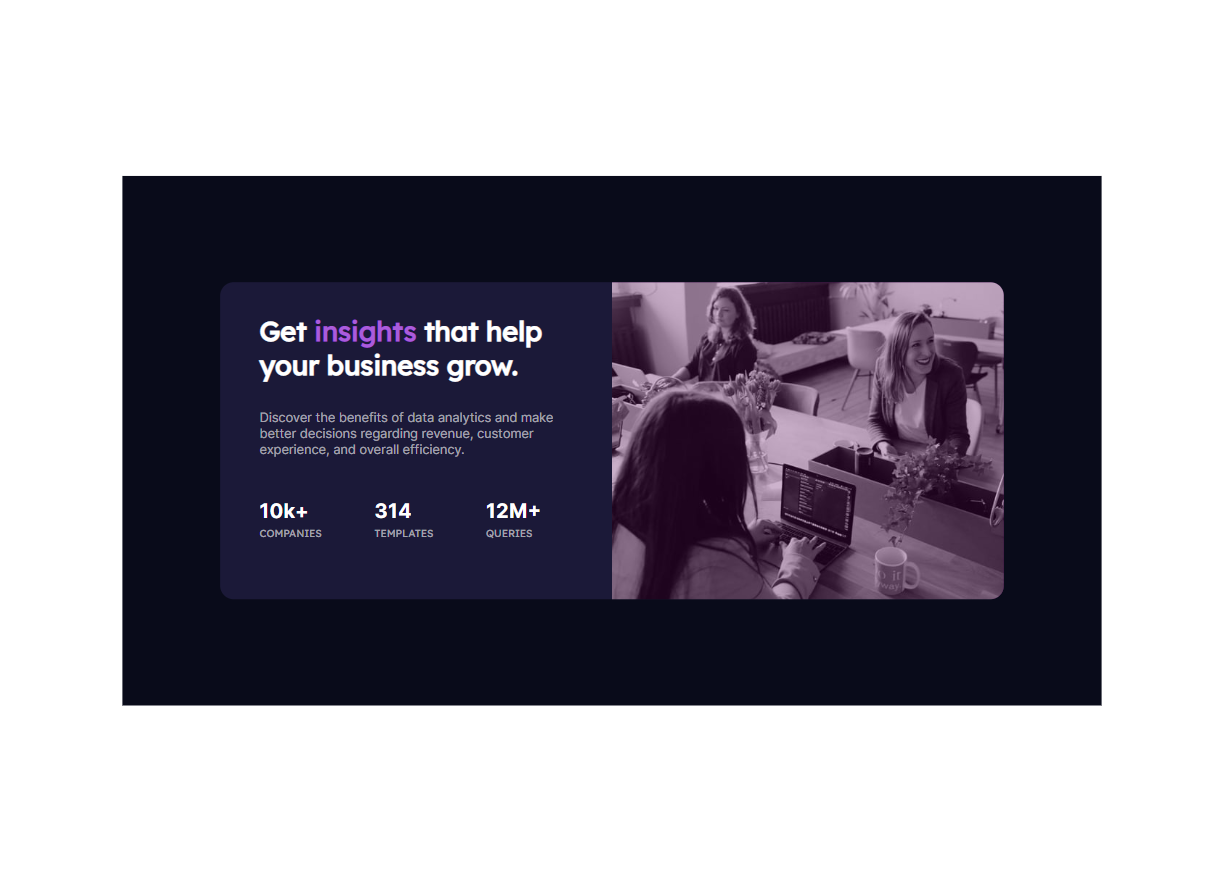 Get insights that help
your business grow.
Discover the benefits of data analytics and make
better decisions regarding revenue, customer
experience, and overall efficiency.
10k+ 314 12M+
COMPANIES TEMPLATES QUERIES